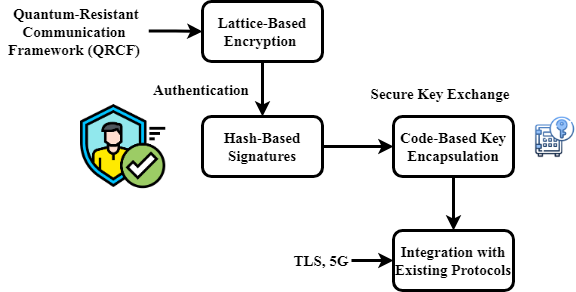 Quantum-Resistant
Communication
Framework (QRCF)
Lattice-Based
Encryption
Authentication
Secure Key Exchange
Hash-Based
Signatures
Code-Based Key
Encapsulation
TLS, 5G
Integration with
Existing Protocols